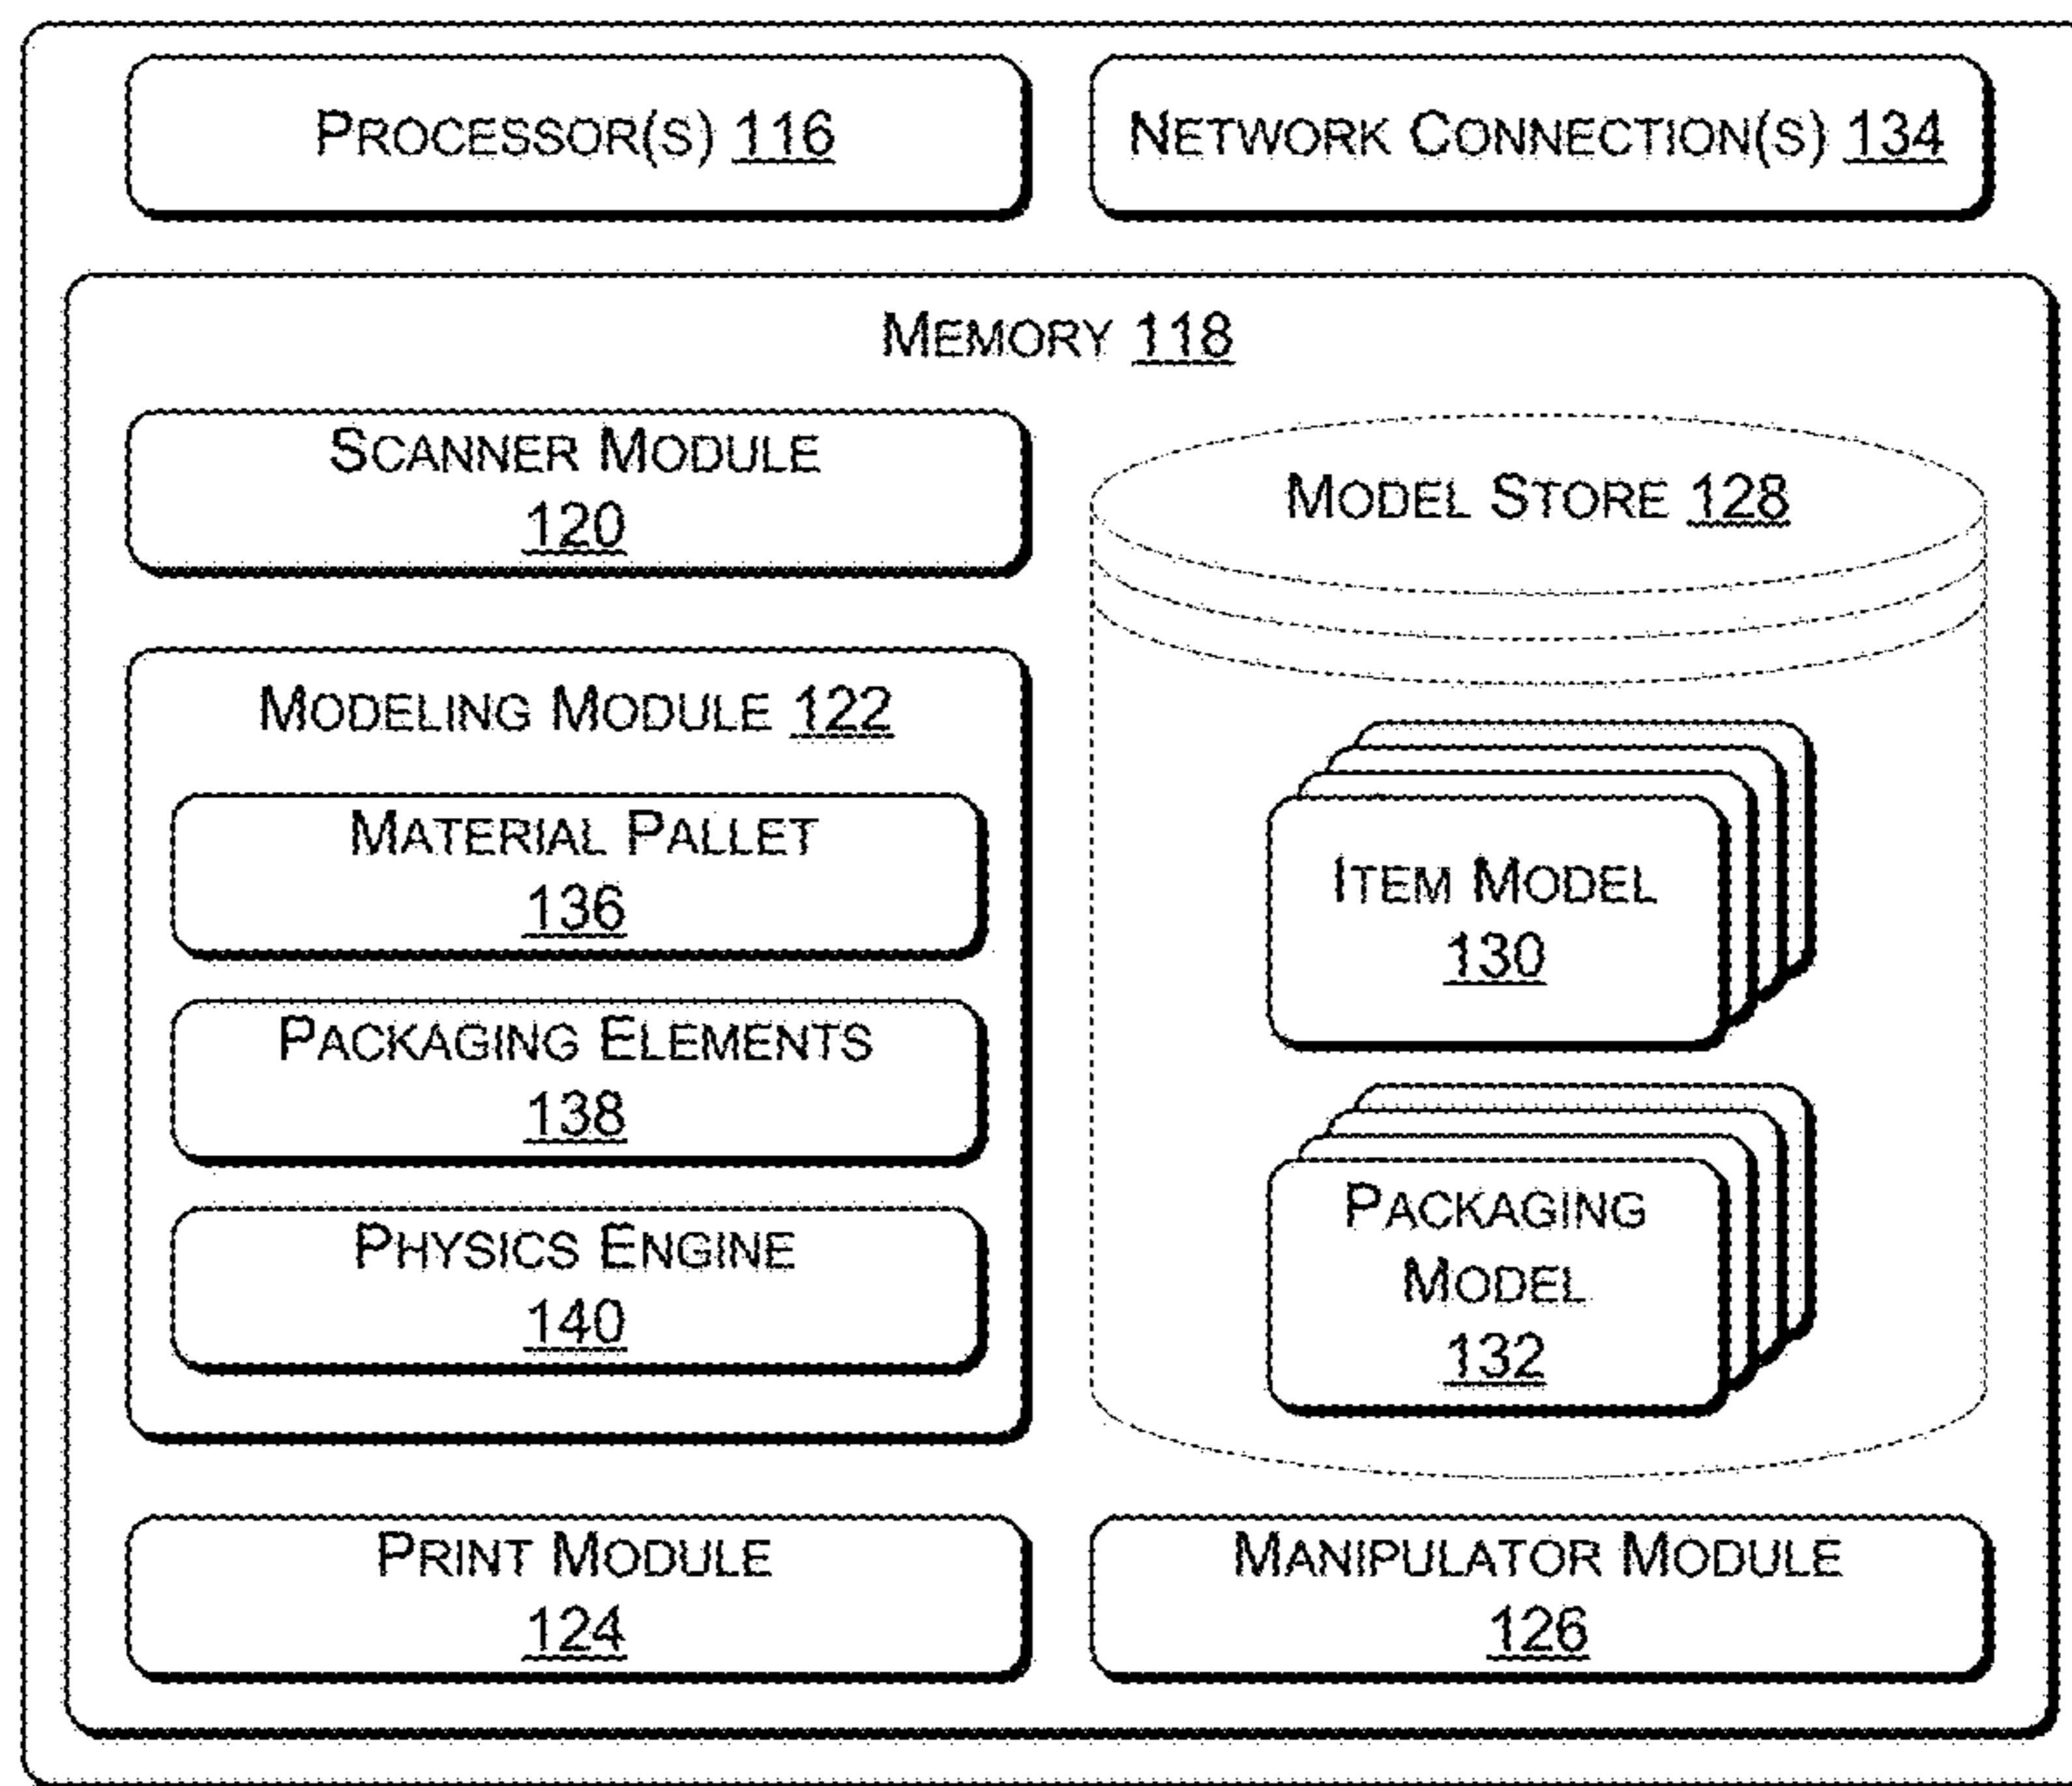 PROCESSOR(S) 116
NETWORK CONNECTION(S) 134
MEMORY 118
SCANNER MODULE
120
MODELING MODULE 122
MATERIAL PALLET
136
PACKAGING ELEMENTS
138
PHYSICS ENGINE
140
MODEL STORE 128
ITEM MODEL
130
PACKAGING
MODEL
132
PRINT MODULE
124
MANIPULATOR MODULE
126